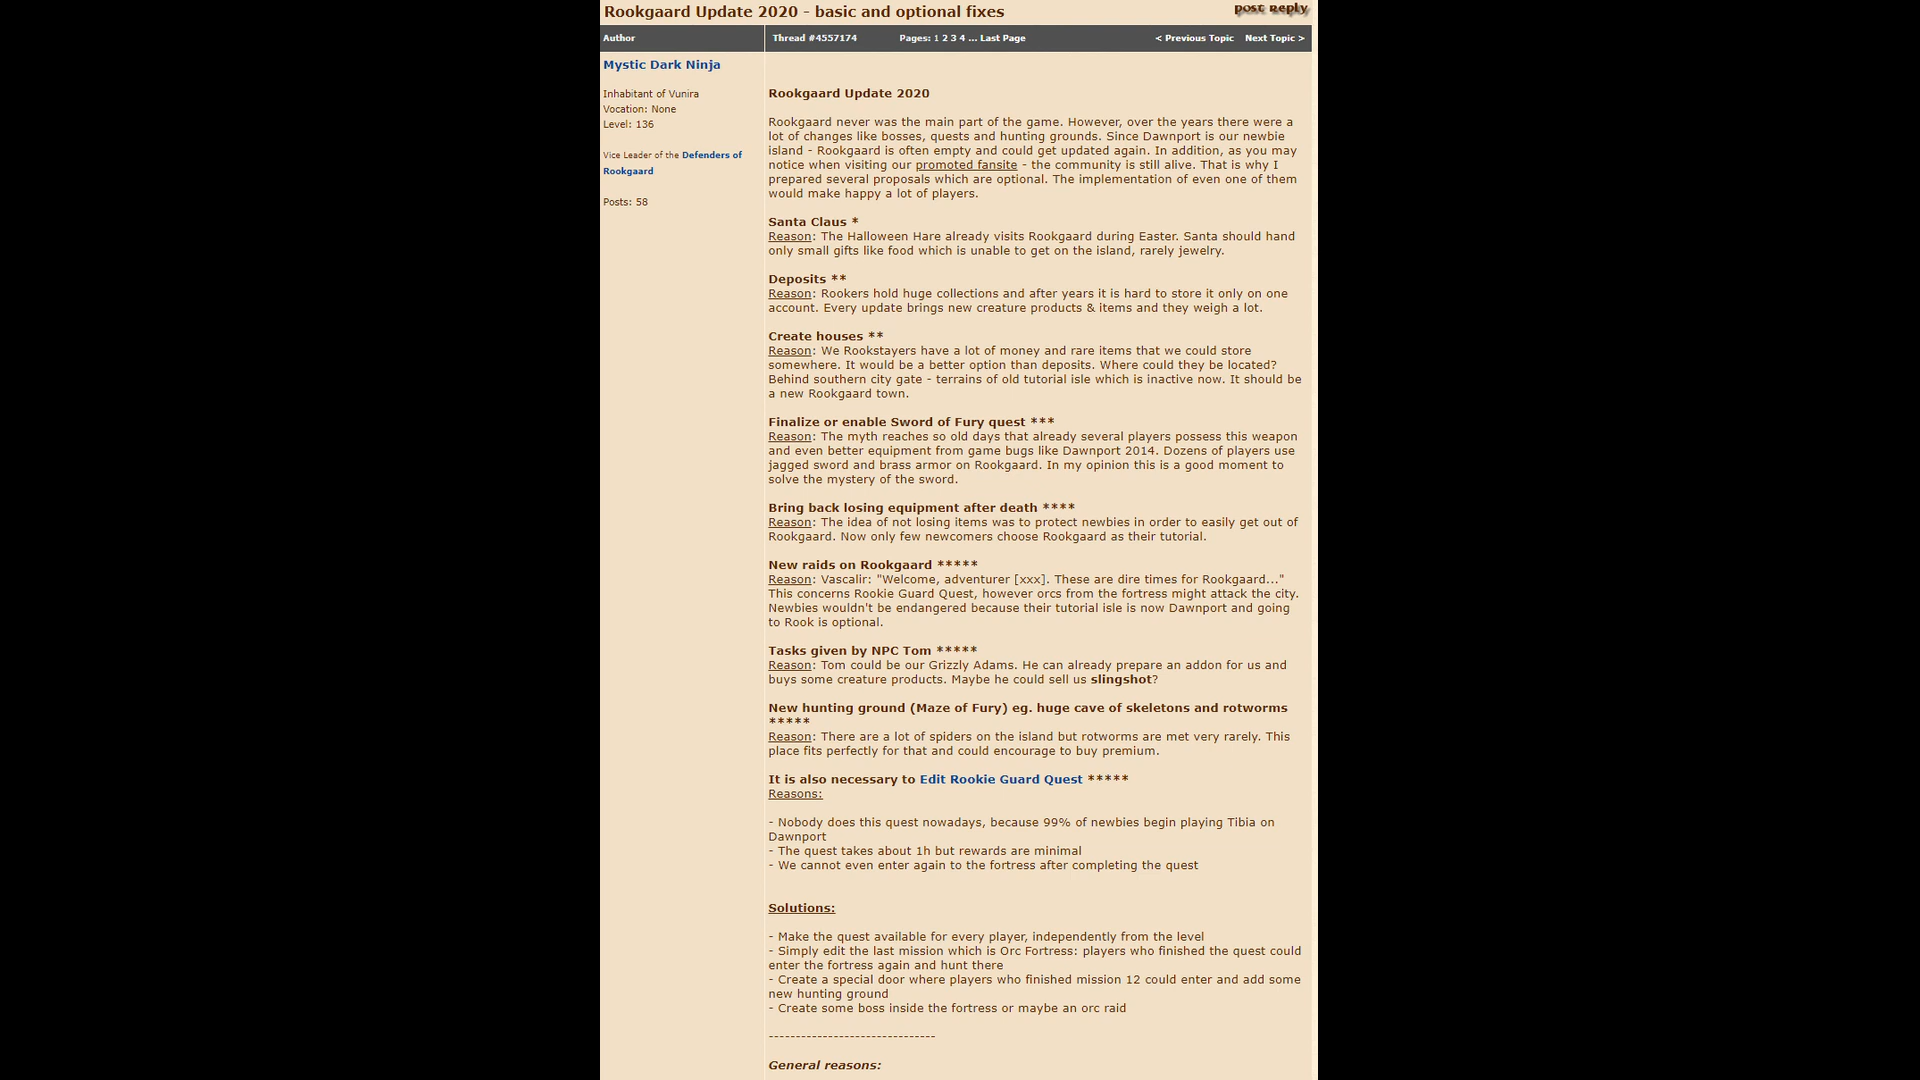 Rookgaard Update 2020 - basic and optional fixes
post reply
Author
Thread #4557174 Pages: 1 2 3 4 ... Last Page < Previous Topic Next Topic >
Mystic Dark Ninja
Inhabitant of Vunira
Vocation: None
Level: 136
Vice Leader of the Defenders of
Rookgaard
Posts: 58
Rookgaard Update 2020
Rookgaard never was the main part of the game. However, over the years there were a
lot of changes like bosses, quests and hunting grounds. Since Dawnport is our newbie
island - Rookgaard is often empty and could get updated again. In addition, as you may
notice when visiting our promoted fansite - the community is still alive. That is why I
prepared several proposals which are optional. The implementation of even one of them
would make happy a lot of players.
Santa Claus *
Reason: The Halloween Hare already visits Rookgaard during Easter. Santa should hand
only small gifts like food which is unable to get on the island, rarely jewelry.
Deposits **
Reason: Rookers hold huge collections and after years it is hard to store it only on one
account. Every update brings new creature products & items and they weigh a lot.
Create houses **
Reason: We Rookstayers have a lot of money and rare items that we could store
somewhere. It would be a better option than deposits. Where could they be located?
Behind southern city gate - terrains of old tutorial isle which is inactive now. It should be
a new Rookgaard town.
Finalize or enable Sword of Fury quest ***
Reason: The myth reaches so old days that already several players possess this weapon
and even better equipment from game bugs like Dawnport 2014. Dozens of players use
jagged sword and brass armor on Rookgaard. In my opinion this is a good moment to
solve the mystery of the sword.
Bring back losing equipment after death ****
Reason: The idea of not losing items was to protect newbies in order to easily get out of
Rookgaard. Now only few newcomers choose Rookgaard as their tutorial.
New raids on Rookgaard *****
Reason: Vascalir: "Welcome, adventurer [xxx]. These are dire times for Rookgaard..."
This concerns Rookie Guard Quest, however orcs from the fortress might attack the city.
Newbies wouldn't be endangered because their tutorial isle is now Dawnport and going
to Rook is optional.
Tasks given by NPC Tom *****
Reason: Tom could be our Grizzly Adams. He can already prepare an addon for us and
buys some creature products. Maybe he could sell us slingshot?
New hunting ground (Maze of Fury) eg. huge cave of skeletons and rotworms
*****
Reason: There are a lot of spiders on the island but rotworms are met very rarely. This
place fits perfectly for that and could encourage to buy premium.
It is also necessary to Edit Rookie Guard Quest *****
Reasons:
- Nobody does this quest nowadays, because 99% of newbies begin playing Tibia on
Dawnport
- The quest takes about 1h but rewards are minimal
- We cannot even enter again to the fortress after completing the quest
Solutions:
- Make the quest available for every player, independently from the level
- Simply edit the last mission which is Orc Fortress: players who finished the quest could
enter the fortress again and hunt there
- Create a special door where players who finished mission 12 could enter and add some
new hunting ground
- Create some boss inside the fortress or maybe an orc raid
-------------------------------
General reasons: